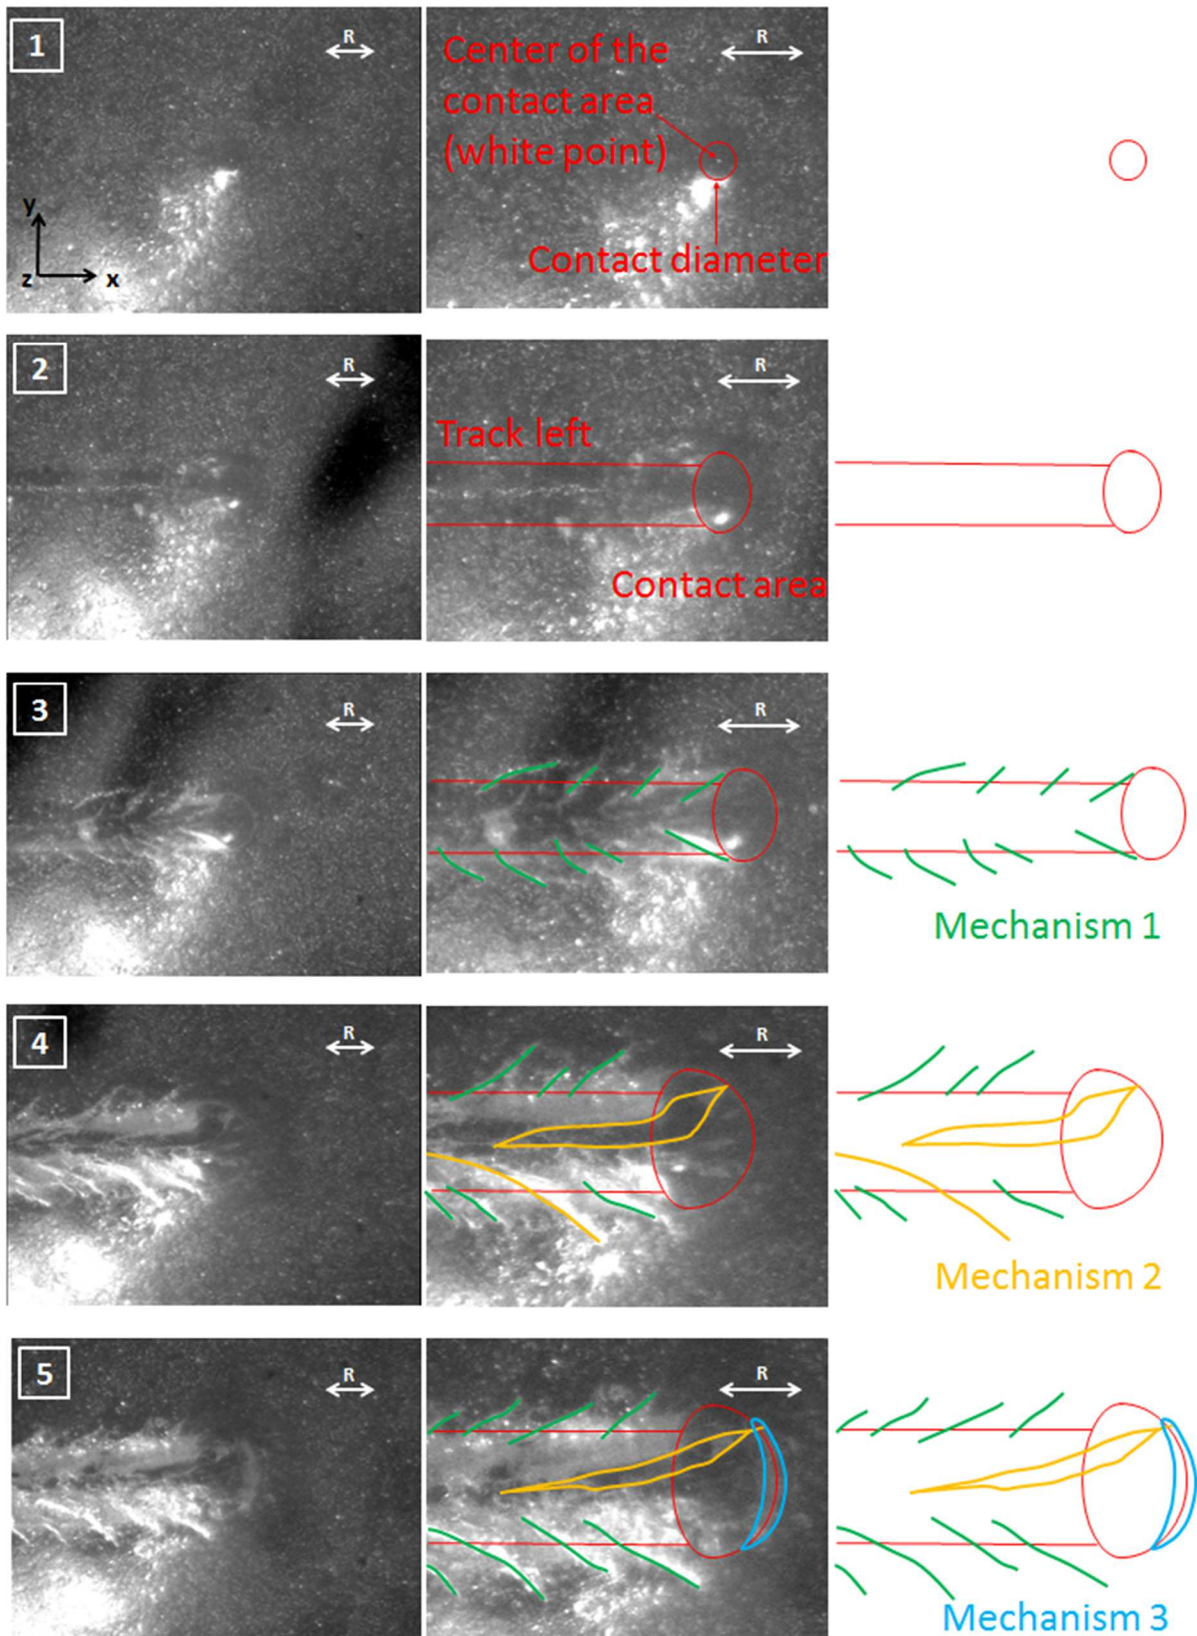 1
R
y
z
x
R
Center of the
contact area
(white point)
Contact diameter
2
R
R
Track left
Contact area
3
R
R
Mechanism 1
4
R
R
Mechanism 2
5
R
R
Mechanism 3